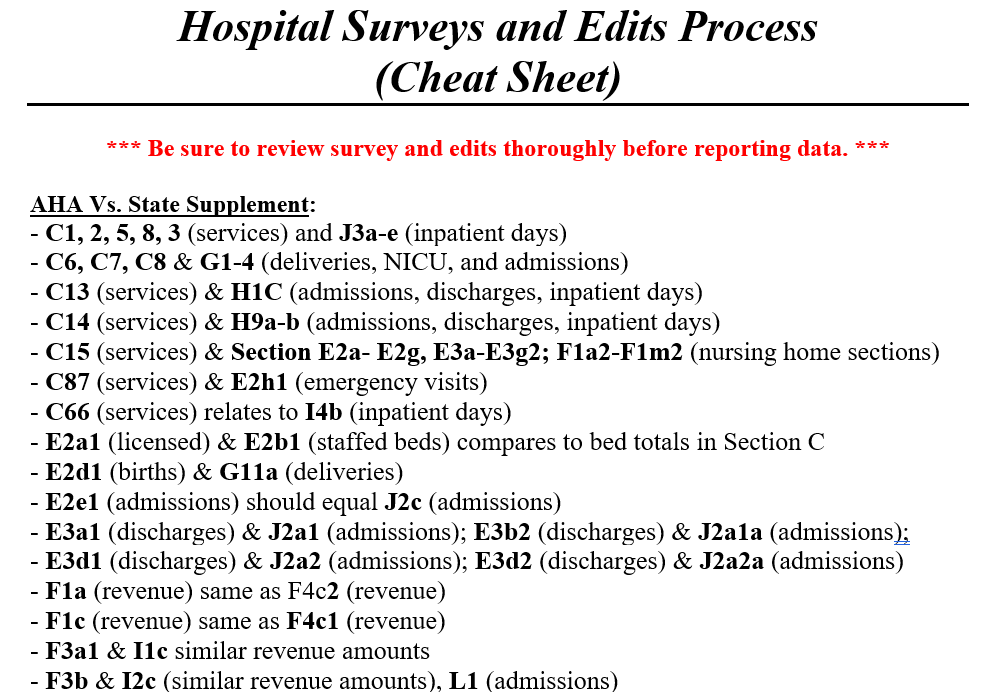 Hospital Surveys and Edits Process
(Cheat Sheet)
*** Be sure to review survey and edits thoroughly before reporting data. ***
AHA Vs. State Supplement:
- C1, 2, 5, 8, 3 (services) and J3a-e (inpatient days)
- C6, C7, C8 & G1-4 (deliveries, NICU, and admissions)
- C13 (services) & H1C (admissions, discharges, inpatient days)
- C14 (services) & H9a-b (admissions, discharges, inpatient days)
- C15 (services) & Section E2a- E2g, E3a-E3g2; F1a2-F1m2 (nursing home sections)
- C87 (services) & E2h1 (emergency visits)
- C66 (services) relates to I4b (inpatient days)
- E2a1 (licensed) & E2b1 (staffed beds) compares to bed totals in Section C
- E2d1 (births) & G11a (deliveries)
- E2e1 (admissions) should equal J2c (admissions)
- E3a1 (discharges) & J2a1 (admissions); E3b2 (discharges) & J2a1a (admissions);
- E3d1 (discharges) & J2a2 (admissions); E3d2 (discharges) & J2a2a (admissions)
- F1a (revenue) same as F4c2 (revenue)
- F1c (revenue) same as F4c1 (revenue)
- F3a1 & I1c similar revenue amounts
- F3b & I2c (similar revenue amounts), L1 (admissions)